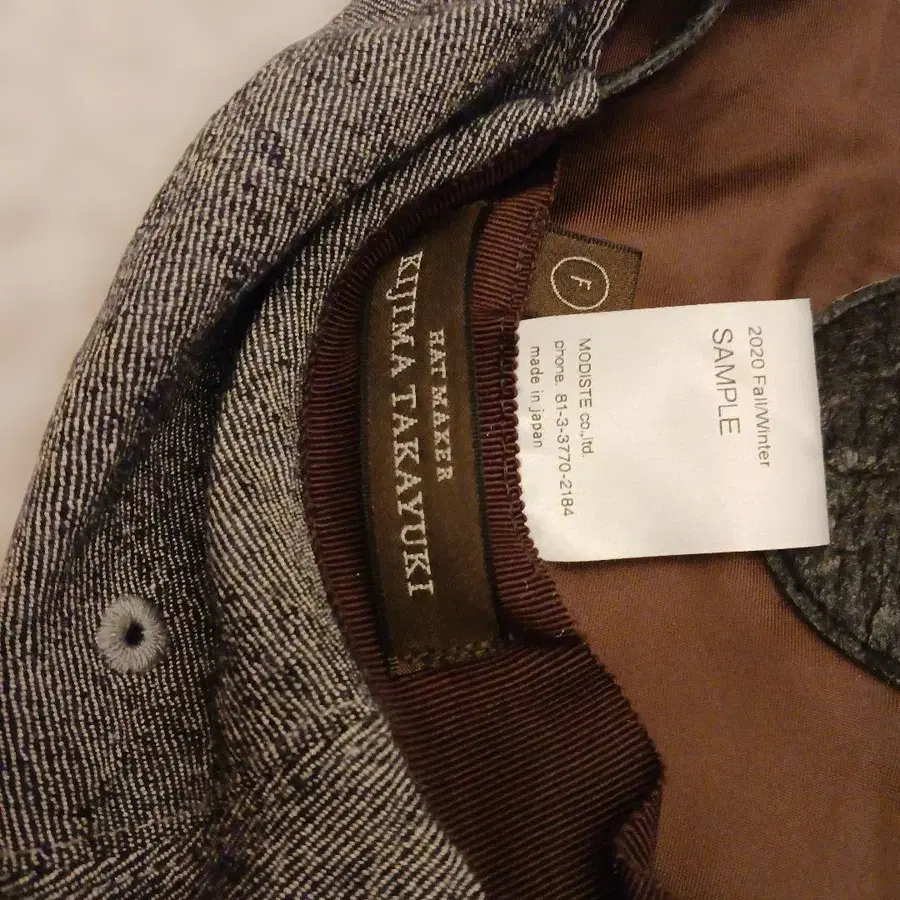 HAT MAKER
KIJIMA TAKAYUKI
F
2020 Fall/Winter
SAMPLE
MODISTE co.,ltd.
phone. 81-3-3770-2184
made in japan